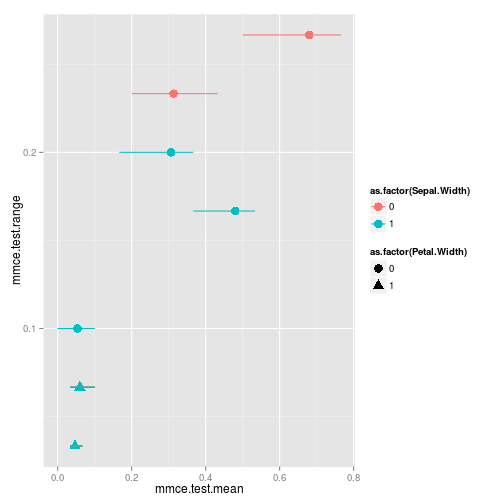 0.2
0.1
mmce.test.range
0.0 0.2 0.4 0.6 0.8
mmce.test.mean
as.factor(Sepal.Width)
0
1
as.factor(Petal.Width)
0
1